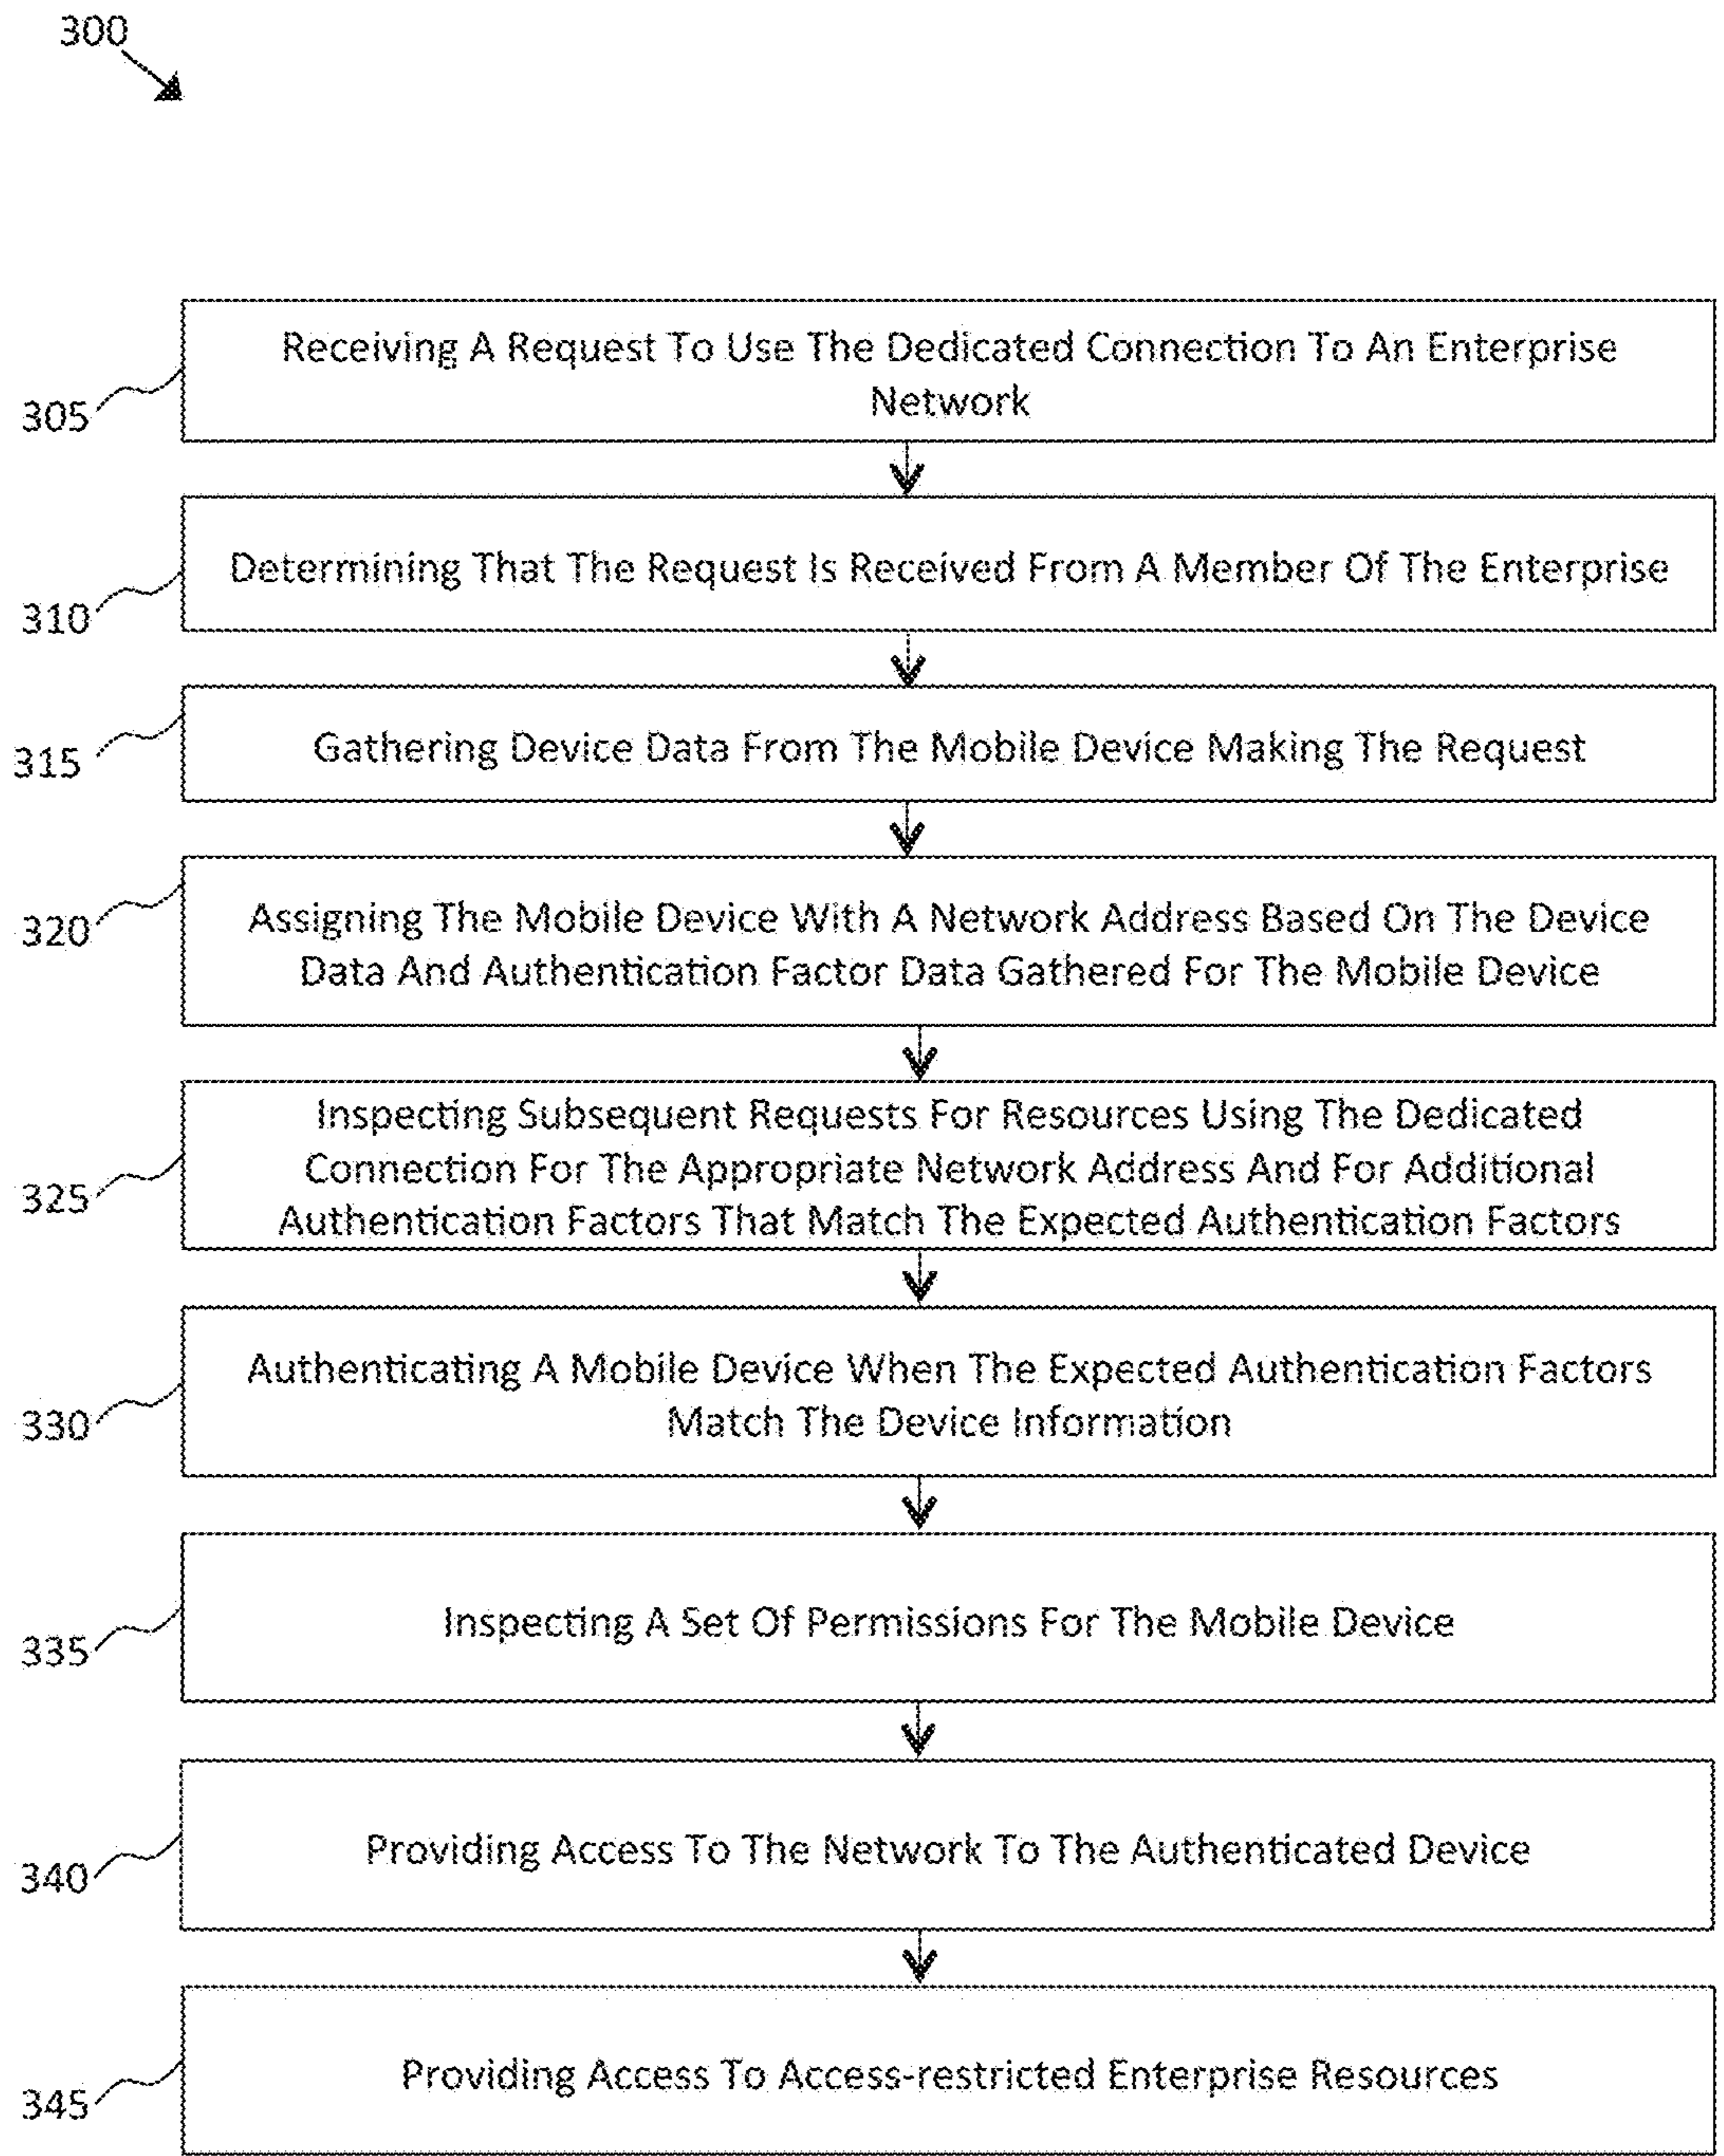 300
Receiving A Request To Use The Dedicated Connection To An Enterprise
Network
305
Determining That The Request Is Received From A Member Of The Enterprise
310
Gathering Device Data From The Mobile Device Making The Request
315
Assigning The Mobile Device With A Network Address Based On The Device
Data And Authentication Factor Data Gathered For The Mobile Device
320
Inspecting Subsequent Requests For Resources Using The Dedicated
Connection For The Appropriate Network Address And For Additional
Authentication Factors That Match The Expected Authentication Factors
325
Authenticating A Mobile Device When The Expected Authentication Factors
Match The Device Information
330
Inspecting A Set Of Permissions For The Mobile Device
335
Providing Access To The Network To The Authenticated Device
340
Providing Access To Access-restricted Enterprise Resources
345